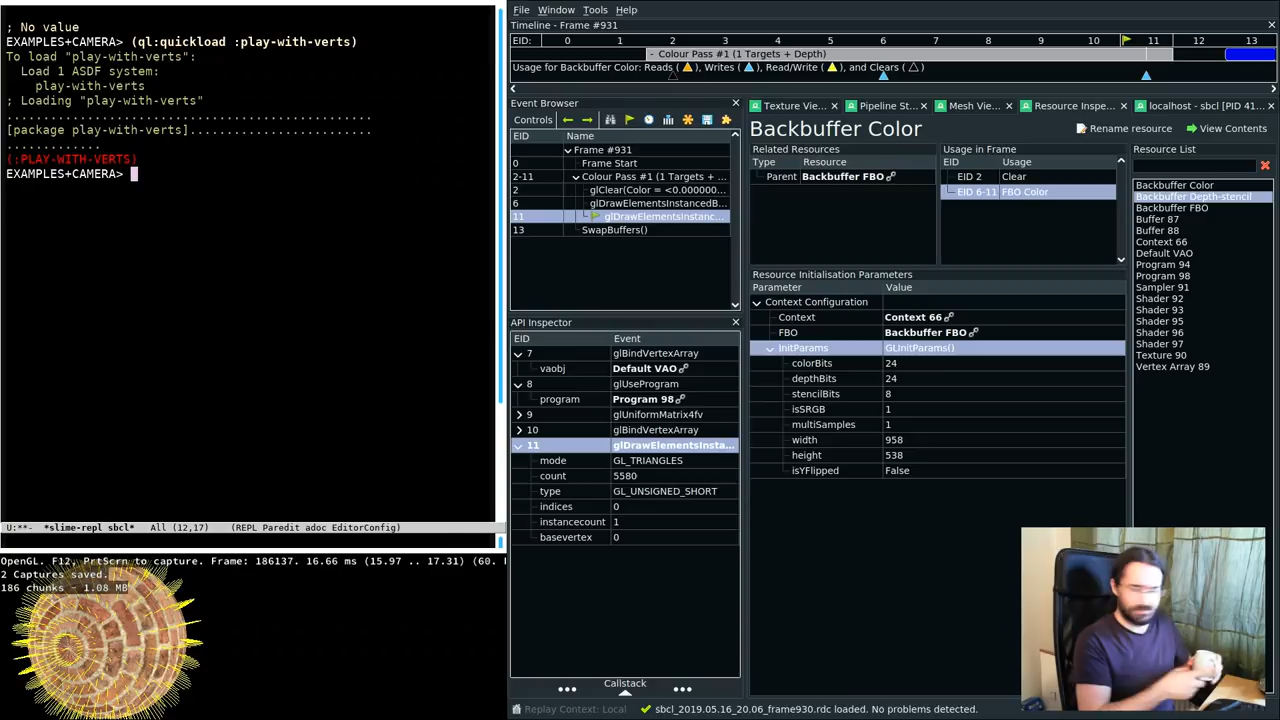 ; No value
EXAMPLES+CAMERA> (ql:quickload :play-with-verts)
To load "play-with-verts":
Load 1 ASDF system:
play-with-verts
; Loading "play-with-verts"
..................................................
[package play-with-verts].........................
.............
(:PLAY-WITH-VERTS)
EXAMPLES+CAMERA>
U:**- *slime-repl sbcl* All (12,17) (REPL Paredit adoc EditorConfig)
OpenGL. F12, PrtScrn to capture. Frame: 186137. 16.66 ms (15.97 .. 17.31) (60.
2 Captures saved.
186 chunks - 1.08 MB
File Window Tools Help
Timeline - Frame #931
EID: 0 1 2 3 4 5 6 7 8 9 10 11 12 13
- Colour Pass #1 (1 Targets + Depth)
Usage for Backbuffer Color: Reads ( ), Writes ( ), Read/Write ( ), and Clears ( )
Event Browser
Controls
EID Name
Frame #931
0 Frame Start
2-11 Colour Pass #1 (1 Targets + ...
2 glClear(Color = <0.000000...
6 glDrawElementsInstancedB...
11 glDrawElementsInstanc...
13 SwapBuffers()
API Inspector
EID Event
7 glBindVertexArray
vaobj Default VAO
8 glUseProgram
program Program 98
9 glUniformMatrix4fv
10 glBindVertexArray
11 glDrawElementsInsta...
mode GL_TRIANGLES
count 5580
type GL_UNSIGNED_SHORT
indices 0
instancecount 1
basevertex 0
Callstack
Texture Vie... Pipeline St... Mesh Vie... Resource Inspe... localhost - sbcl [PID 41...
Backbuffer Color
Rename resource View Contents
Related Resources
Type Resource
Parent Backbuffer FBO
Usage in Frame
EID Usage
EID 2 Clear
EID 6-11 FBO Color
Resource Initialisation Parameters
Parameter Value
Context Configuration
Context Context 66
FBO Backbuffer FBO
InitParams GLInitParams()
colorBits 24
depthBits 24
stencilBits 8
isSRGB 1
multiSamples 1
width 958
height 538
isYFlipped False
Resource List
Backbuffer Color
Backbuffer Depth-stencil
Backbuffer FBO
Buffer 87
Buffer 88
Context 66
Default VAO
Program 94
Program 98
Sampler 91
Shader 92
Shader 93
Shader 95
Shader 96
Shader 97
Texture 90
Vertex Array 89
Replay Context: Local sbcl_2019.05.16_20.06_frame930.rdc loaded. No problems detected.